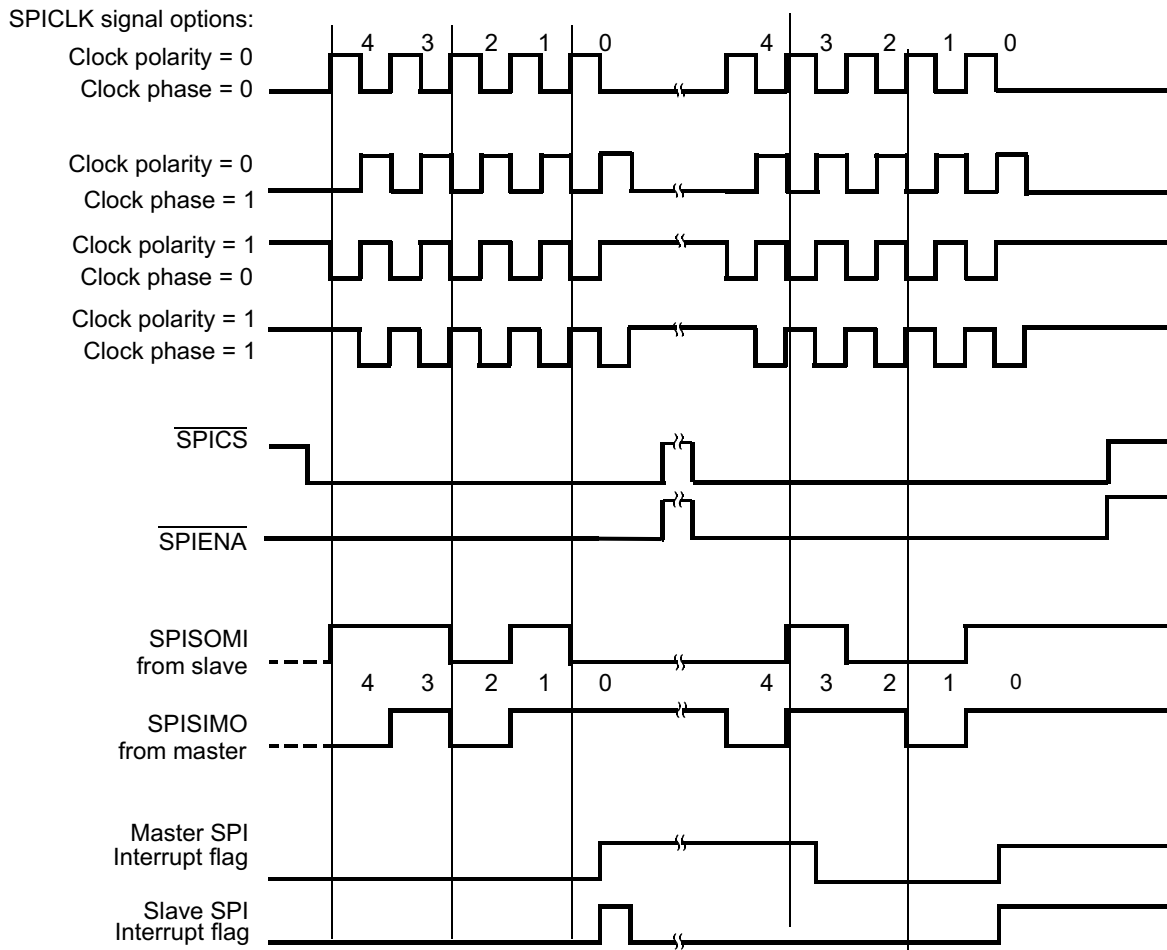 SPICLK signal options:
4 3 2 1 0 4 3 2 1 0
Clock polarity = 0
Clock phase = 0
Clock polarity = 0
Clock phase = 1
Clock polarity = 1
Clock phase = 0
Clock polarity = 1
Clock phase = 1
SPICS
SPIENA
SPISOMI
from slave
4 3 2 1 0 4 3 2 1 0
SPISIMO
from master
Master SPI
Interrupt flag
Slave SPI
Interrupt flag